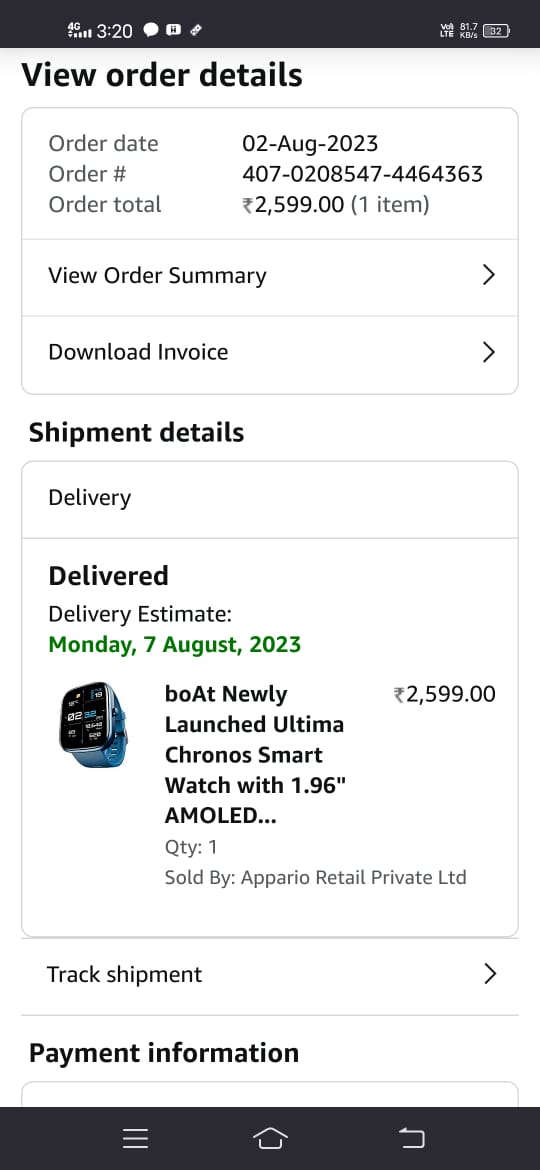 4G 3:20 Vo)) LTE 81.7 KB/s 32
View order details
Order date 02-Aug-2023
Order # 407-0208547-4464363
Order total ₹2,599.00 (1 item)
View Order Summary
Download Invoice
Shipment details
Delivery
Delivered
Delivery Estimate:
Monday, 7 August, 2023
boAt Newly ₹2,599.00
Launched Ultima
Chronos Smart
Watch with 1.96"
AMOLED...
Qty: 1
Sold By: Appario Retail Private Ltd
Track shipment
Payment information